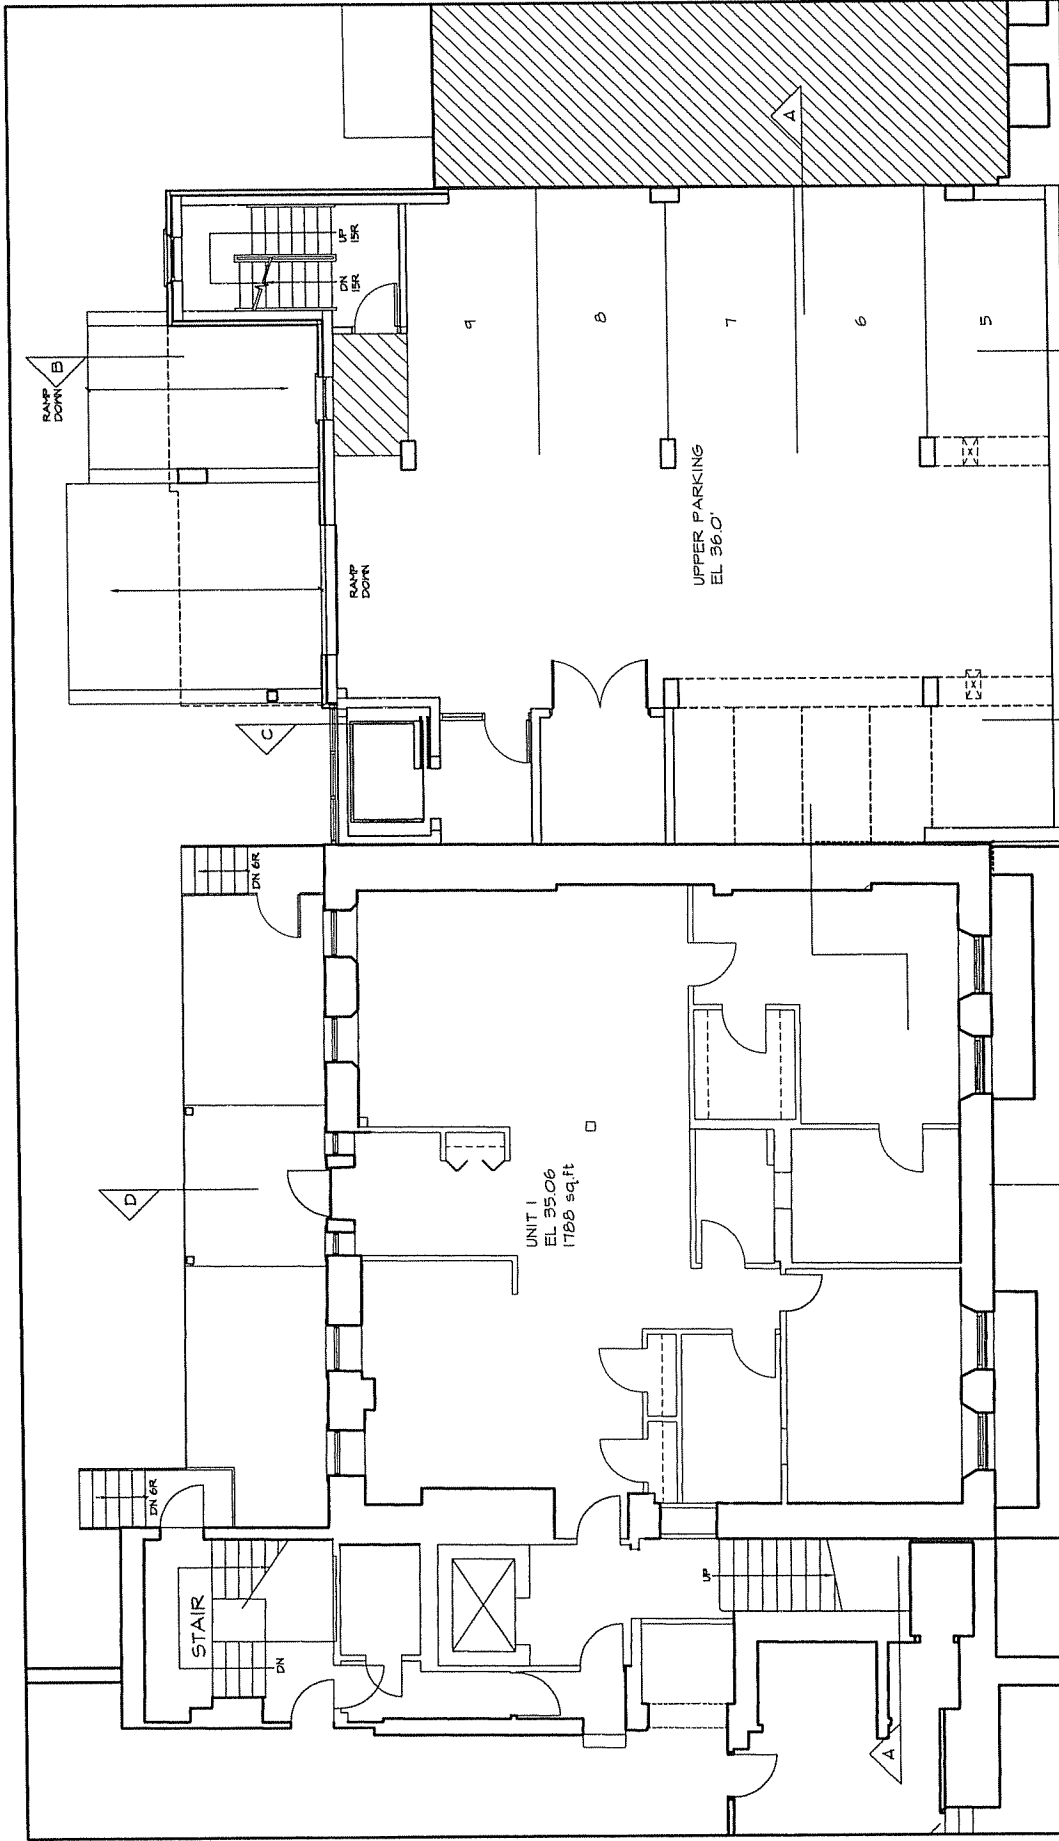 A
UP
15R
DN
15R
B
RAMP
DOWN
9
8
7
6
5
UPPER PARKING
EL 36.0'
RAMP
DOWN
C
DN 6R
D
UNIT 1
EL 35.06
1788 sq.ft
DN 6R
STAIR
DN
UP
A